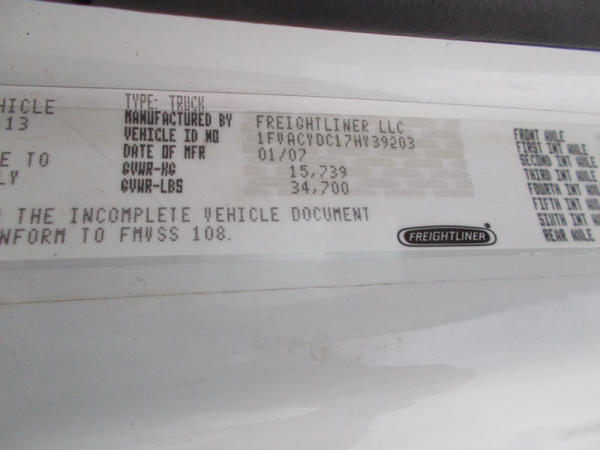 HICLE
13
E TO
LY
TYPE: TRUCK
MANUFACTURED BY FREIGHTLINER LLC
VEHICLE ID NO 1FVACYDC17HY39203
DATE OF MFR 01/07
GVWR-KG 15,739
GVWR-LBS 34,700
THE INCOMPLETE VEHICLE DOCUMENT
NFORM TO FMVSS 108.
FREIGHTLINER
FRONT AXLE
FIRST INT AXLE
SECOND INT AXLE
THIRD INT AXLE
FOURTH INT AXLE
FIFTH INT AXLE
SIXTH INT AXLE
REAR AXLE